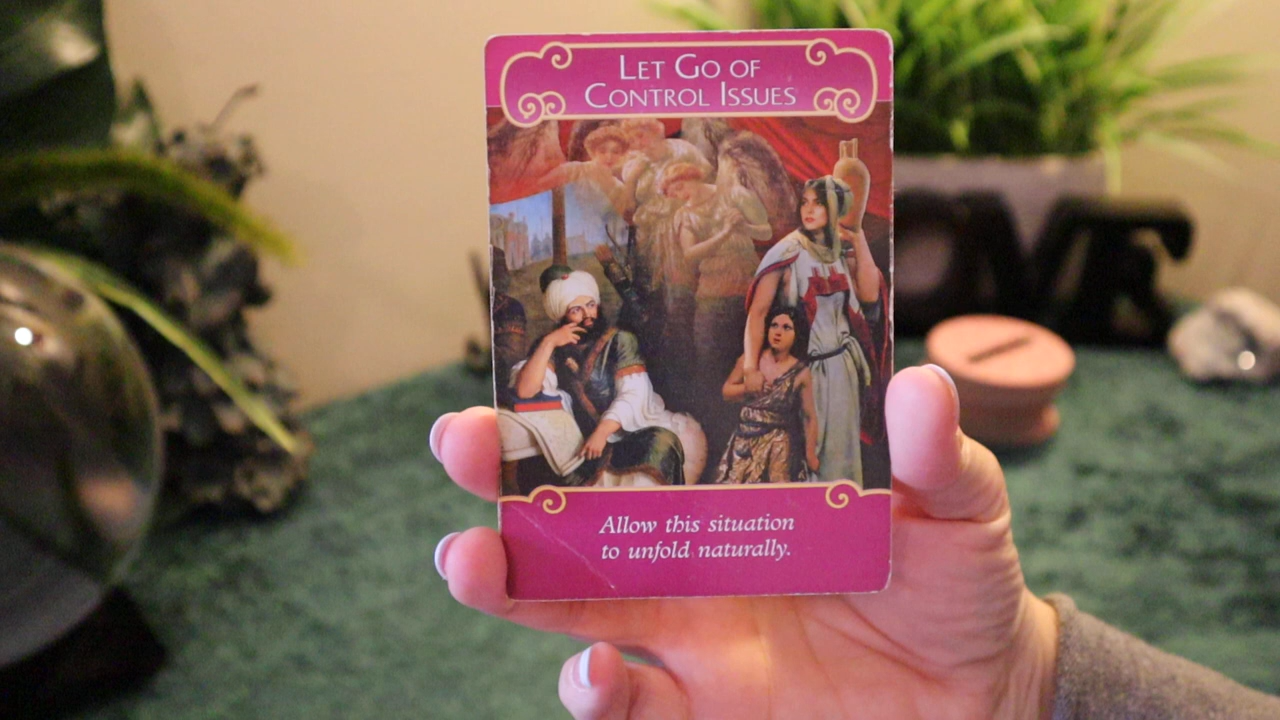 Let Go of
Control Issues
Allow this situation
to unfold naturally.